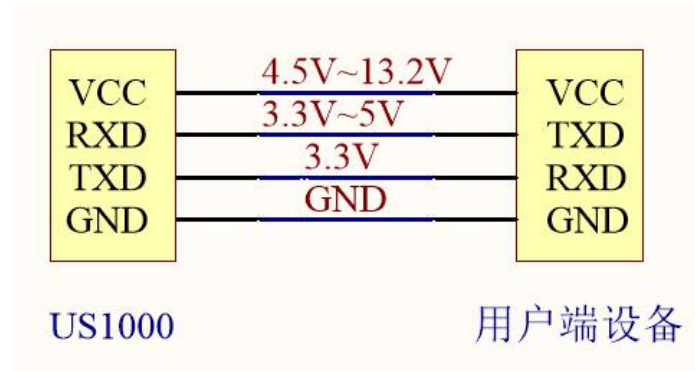 VCC 4.5V~13.2V VCC
RXD 3.3V~5V TXD
TXD 3.3V RXD
GND GND GND
US1000 用户端设备